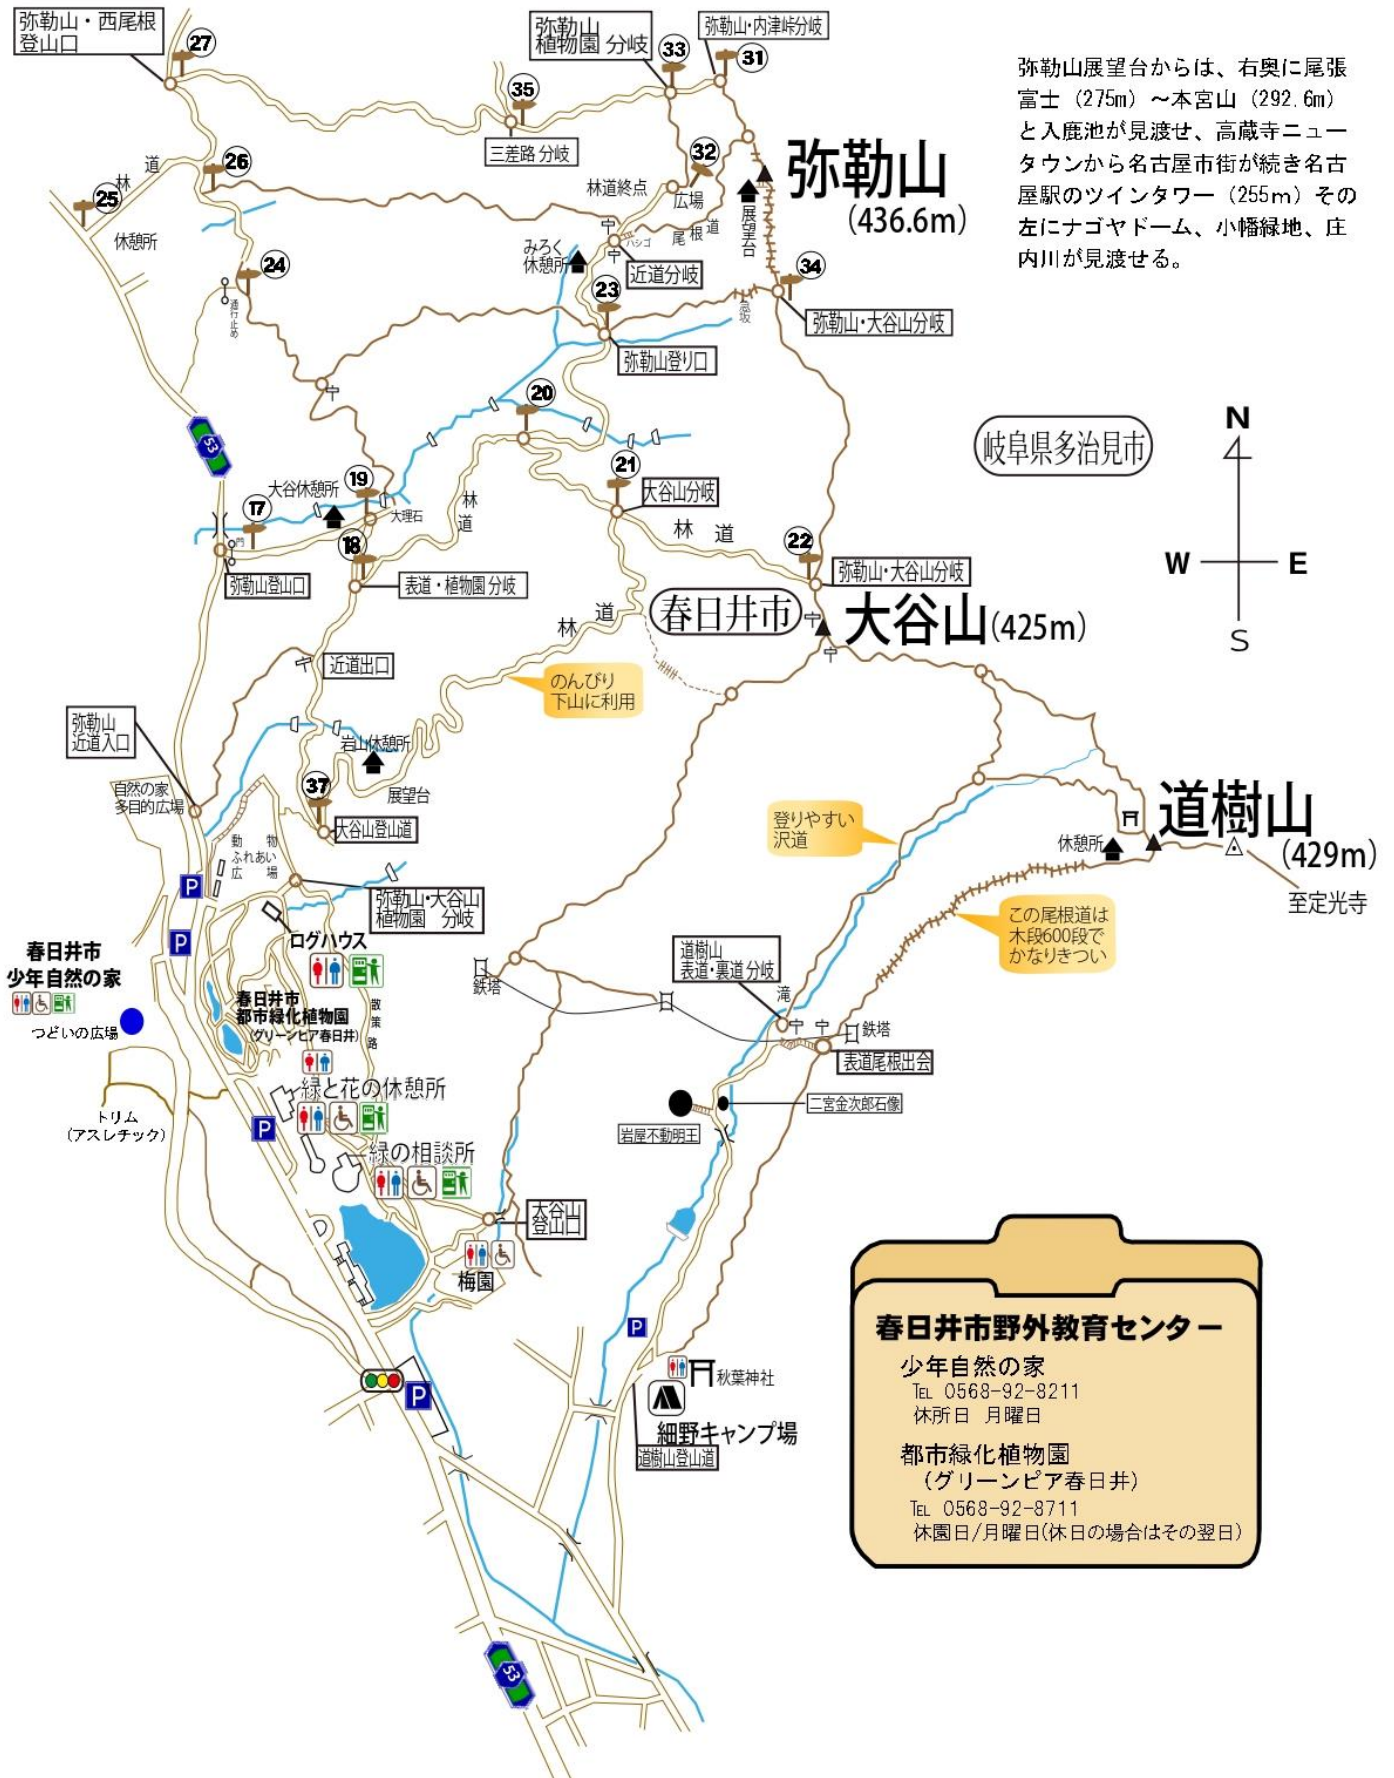 弥勒山・西尾根
登山口
27
弥勒山
植物園 分岐
33
弥勒山・内津峠分岐
31
35
三差路 分岐
弥勒山展望台からは、右奥に尾張
富士（275m）～本宮山（292.6m）
と入鹿池が見渡せ、高蔵寺ニュー
タウンから名古屋市街が続き名古
屋駅のツインタワー（255m）その
左にナゴヤドーム、小幡緑地、庄
内川が見渡せる。
弥勒山
(436.6m)
林道
26
25
休憩所
24
通行止め
32
林道終点
広場
尾根道
ハシゴ
展望台
みろく
休憩所
近道分岐
23
34
急坂
弥勒山・大谷山分岐
弥勒山登り口
20
53
岐阜県多治見市
N
W
E
S
21
大谷山分岐
大谷休憩所
19
大理石
17
門
18
林道
林道
22
弥勒山登山口
表道・植物園 分岐
弥勒山・大谷山分岐
春日井市
大谷山(425m)
林道
近道出口
のんびり
下山に利用
弥勒山
近道入口
岩山休憩所
展望台
自然の家
多目的広場
37
大谷山登山道
動物
ふれあい
広場
登りやすい
沢道
道樹山
(429m)
休憩所
至定光寺
P
弥勒山・大谷山
植物園 分岐
この尾根道は
木段600段で
かなりきつい
ログハウス
P
春日井市
少年自然の家
つどいの広場
春日井市
都市緑化植物園
(グリーンピア春日井)
散策路
道樹山
表道・裏道分岐
鉄塔
滝
鉄塔
表道尾根出会
緑と花の休憩所
トリム
（アスレチック）
P
二宮金次郎石像
岩屋不動明王
緑の相談所
大谷山
登山口
梅園
P
秋葉神社
P
細野キャンプ場
道樹山登山道
53
春日井市野外教育センター
少年自然の家
TEL 0568-92-8211
休所日 月曜日
都市緑化植物園
（グリーンピア春日井）
TEL 0568-92-8711
休園日/月曜日(休日の場合はその翌日)